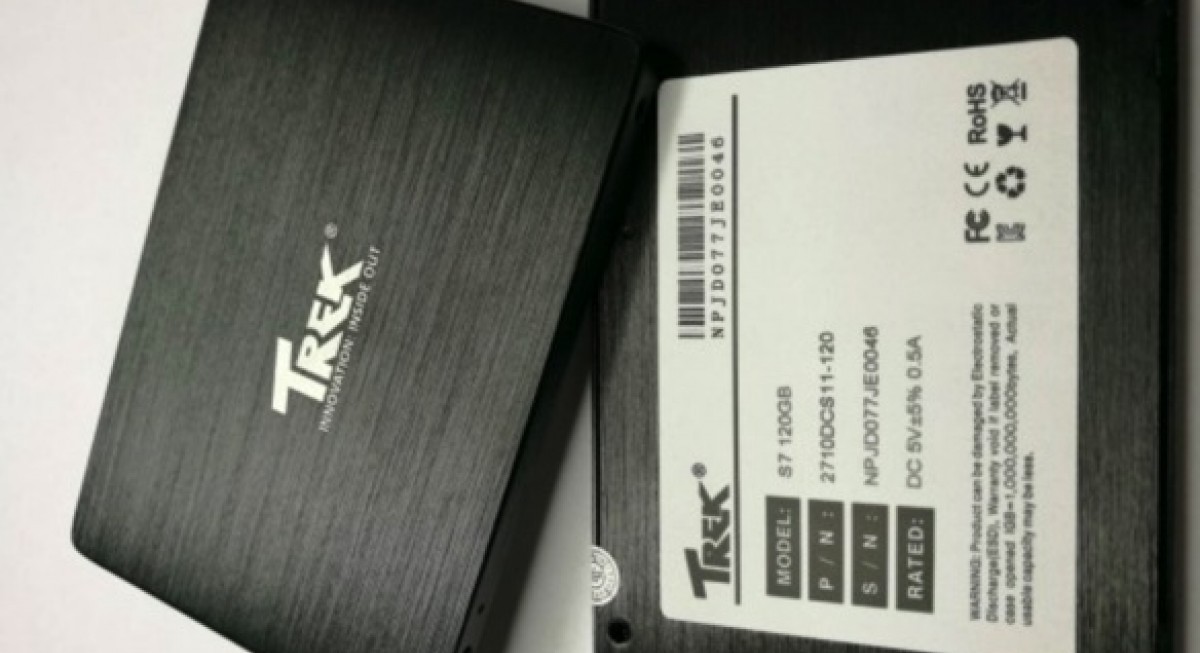 TREK®
INNOVATION INSIDE OUT
TREK®
NPJD077JE0046
MODEL: S7 120GB
P/N: 2710DCS11-120
S/N: NPJD077JE0046
RATED: DC 5V±5% 0.5A
FC CE RoHS
WARNING: Product can be damaged by Electrostatic
Discharge(ESD), Warranty void if label removed or
case opened 1GB=1,000,000,000bytes, Actual
usable capacity may be less.